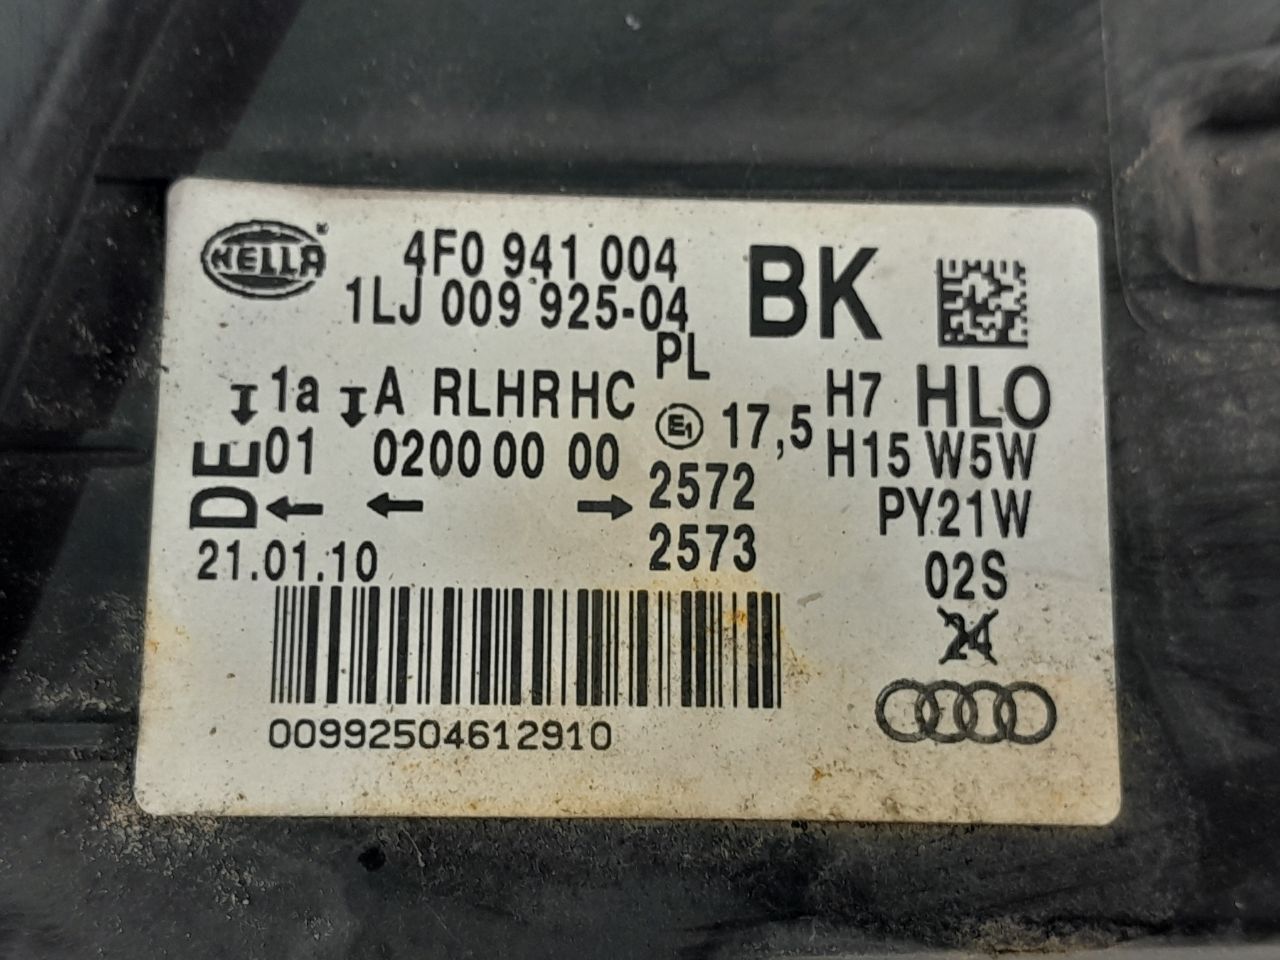 HELLA
4F0 941 004
1LJ 009 925-04
BK
PL
1a A RLHR HC
E1 17,5
H7 HLO
DE
01 0200 00 00
H15 W5W
2572
PY21W
2573
21.01.10
02S
24
00992504612910